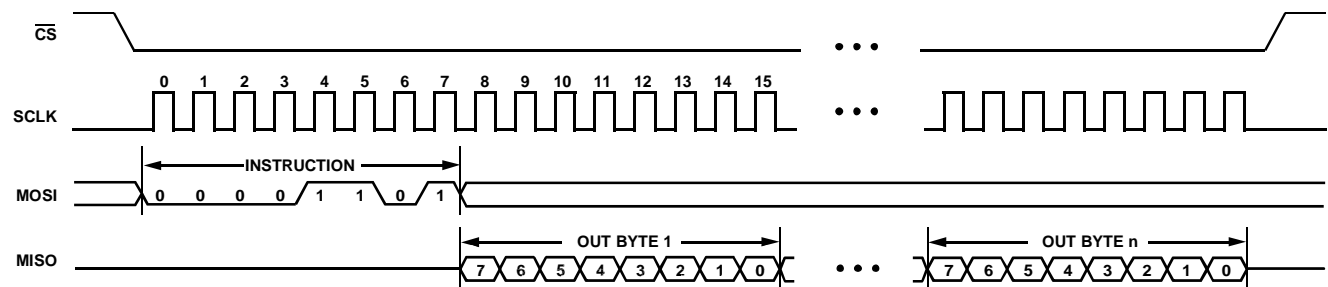 CS
0 1 2 3 4 5 6 7 8 9 10 11 12 13 14 15
SCLK
INSTRUCTION
MOSI 0 0 0 0 1 1 0 1
OUT BYTE 1 OUT BYTE n
MISO 7 6 5 4 3 2 1 0 7 6 5 4 3 2 1 0